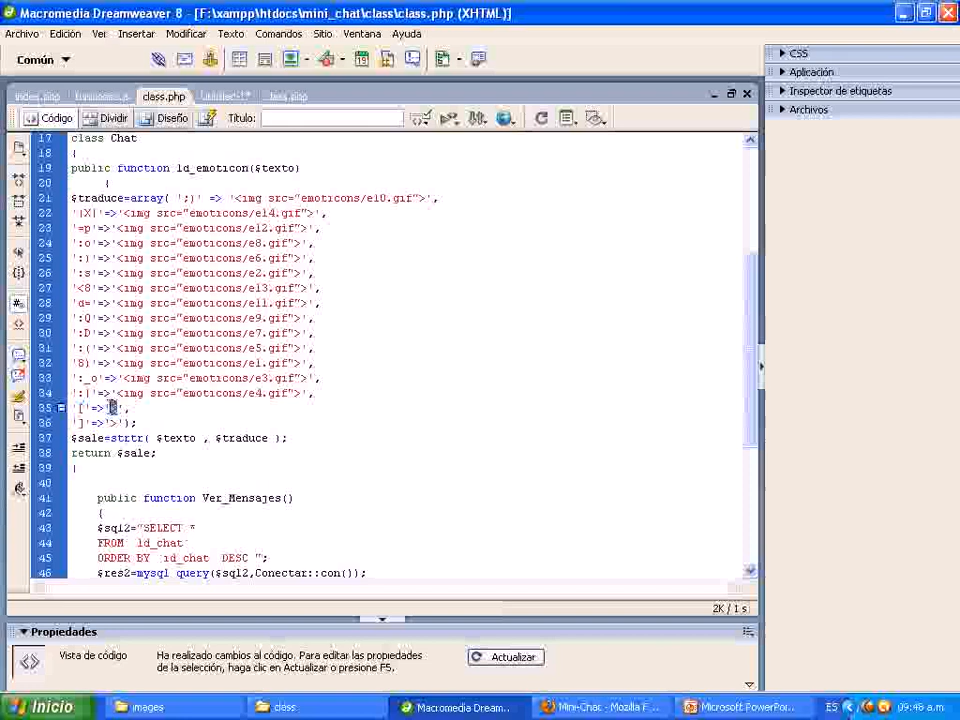 Macromedia Dreamweaver 8 - [F:\xampp\htdocs\mini_chat\class\class.php (XHTML)]
Archivo Edición Ver Insertar Modificar Texto Comandos Sitio Ventana Ayuda
Común
CSS
Aplicación
Inspector de etiquetas
Archivos
index.php class.php
Código Dividir Diseño Título:
17 class Chat
18 {
19 public function ld_emoticon($texto)
20 {
21 $traduce=array( ';)' => '<img src="emoticons/e10.gif">',
22 '|X|'=>'<img src="emoticons/e14.gif">',
23 '=p'=>'<img src="emoticons/e12.gif">',
24 ':o'=>'<img src="emoticons/e8.gif">',
25 ':)'=>'<img src="emoticons/e6.gif">',
26 ':s'=>'<img src="emoticons/e2.gif">',
27 '<8'=>'<img src="emoticons/e13.gif">',
28 'd='=>'<img src="emoticons/e11.gif">',
29 ':Q'=>'<img src="emoticons/e9.gif">',
30 ':D'=>'<img src="emoticons/e7.gif">',
31 ':('=>'<img src="emoticons/e5.gif">',
32 '8)'=>'<img src="emoticons/e1.gif">',
33 ':_o'=>'<img src="emoticons/e3.gif">',
34 ':|'=>'<img src="emoticons/e4.gif">',
35 '['=>'<',
36 ']'=>'>');
37 $sale=strtr( $texto , $traduce );
38 return $sale;
39 }
40
41 public function Ver_Mensajes()
42 {
43 $sql2="SELECT *
44 FROM `ld_chat`
45 ORDER BY `id_chat` DESC ";
46 $res2=mysql_query($sql2,Conectar::con());
2K / 1 s
Propiedades
Vista de código
Ha realizado cambios al código. Para editar las propiedades
de la selección, haga clic en Actualizar o presione F5.
Actualizar
Inicio images class Macromedia Dream... Mini-Chat - Mozilla F... Microsoft PowerPo... ES 09:46 a.m.